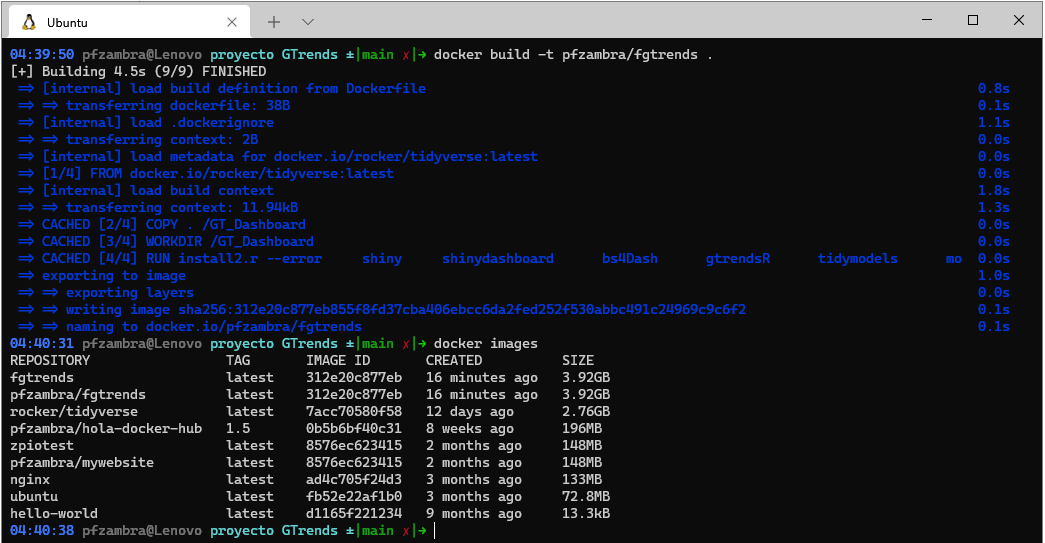 Ubuntu
04:39:50 pfzambra@Lenovo proyecto GTrends ±|main ✗|→ docker build -t pfzambra/fgtrends .
[+] Building 4.5s (9/9) FINISHED
=> [internal] load build definition from Dockerfile 0.8s
=> => transferring dockerfile: 38B 0.1s
=> [internal] load .dockerignore 1.1s
=> => transferring context: 2B 0.0s
=> [internal] load metadata for docker.io/rocker/tidyverse:latest 0.0s
=> [1/4] FROM docker.io/rocker/tidyverse:latest 0.0s
=> [internal] load build context 1.8s
=> => transferring context: 11.94kB 1.3s
=> CACHED [2/4] COPY . /GT_Dashboard 0.0s
=> CACHED [3/4] WORKDIR /GT_Dashboard 0.0s
=> CACHED [4/4] RUN install2.r --error shiny shinydashboard bs4Dash gtrendsR tidymodels mo 0.0s
=> exporting to image 1.0s
=> => exporting layers 0.0s
=> => writing image sha256:312e20c877eb855f8fd37cba406ebcc6da2fed252f530abbc491c24969c9c6f2 0.1s
=> => naming to docker.io/pfzambra/fgtrends 0.1s
04:40:31 pfzambra@Lenovo proyecto GTrends ±|main ✗|→ docker images
REPOSITORY TAG IMAGE ID CREATED SIZE
fgtrends latest 312e20c877eb 16 minutes ago 3.92GB
pfzambra/fgtrends latest 312e20c877eb 16 minutes ago 3.92GB
rocker/tidyverse latest 7acc70580f58 12 days ago 2.76GB
pfzambra/hola-docker-hub 1.5 0b5b6bf40c31 8 weeks ago 196MB
zpiotest latest 8576ec623415 2 months ago 148MB
pfzambra/mywebsite latest 8576ec623415 2 months ago 148MB
nginx latest ad4c705f24d3 3 months ago 133MB
ubuntu latest fb52e22af1b0 3 months ago 72.8MB
hello-world latest d1165f221234 9 months ago 13.3kB
04:40:38 pfzambra@Lenovo proyecto GTrends ±|main ✗|→